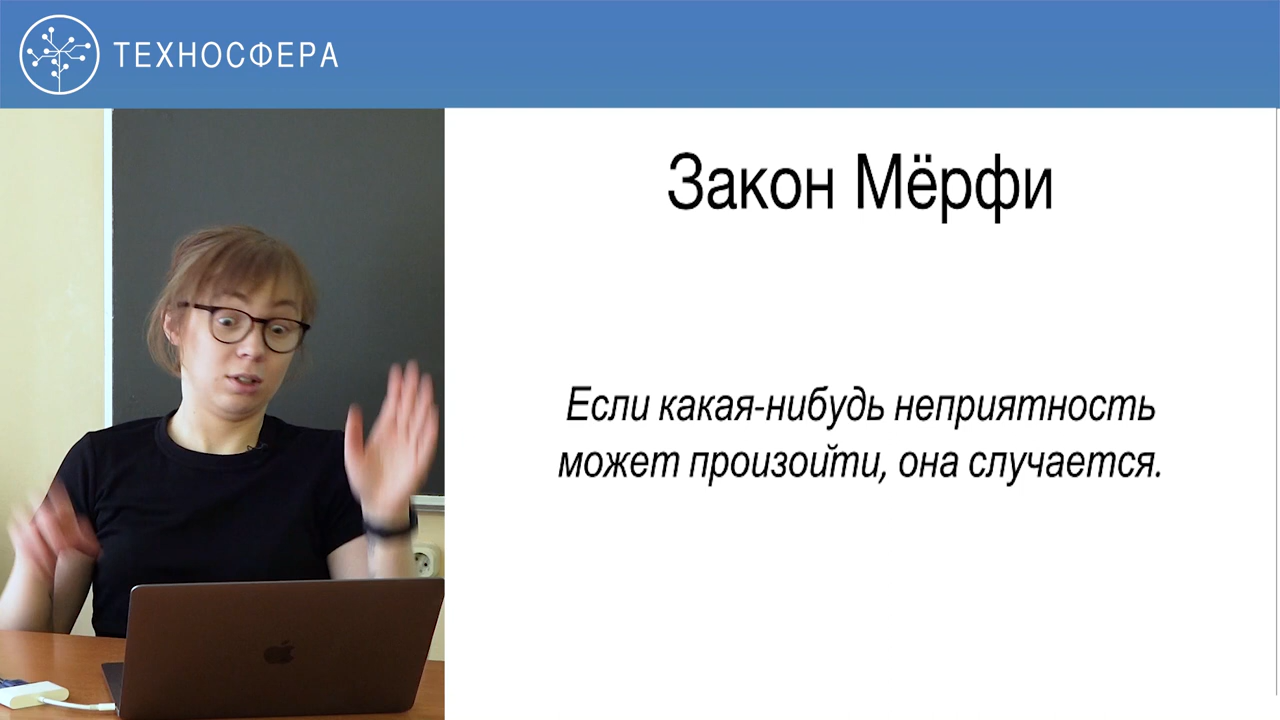 ТЕХНОСФЕРА
Закон Мёрфи
Если какая-нибудь неприятность
может произойти, она случается.